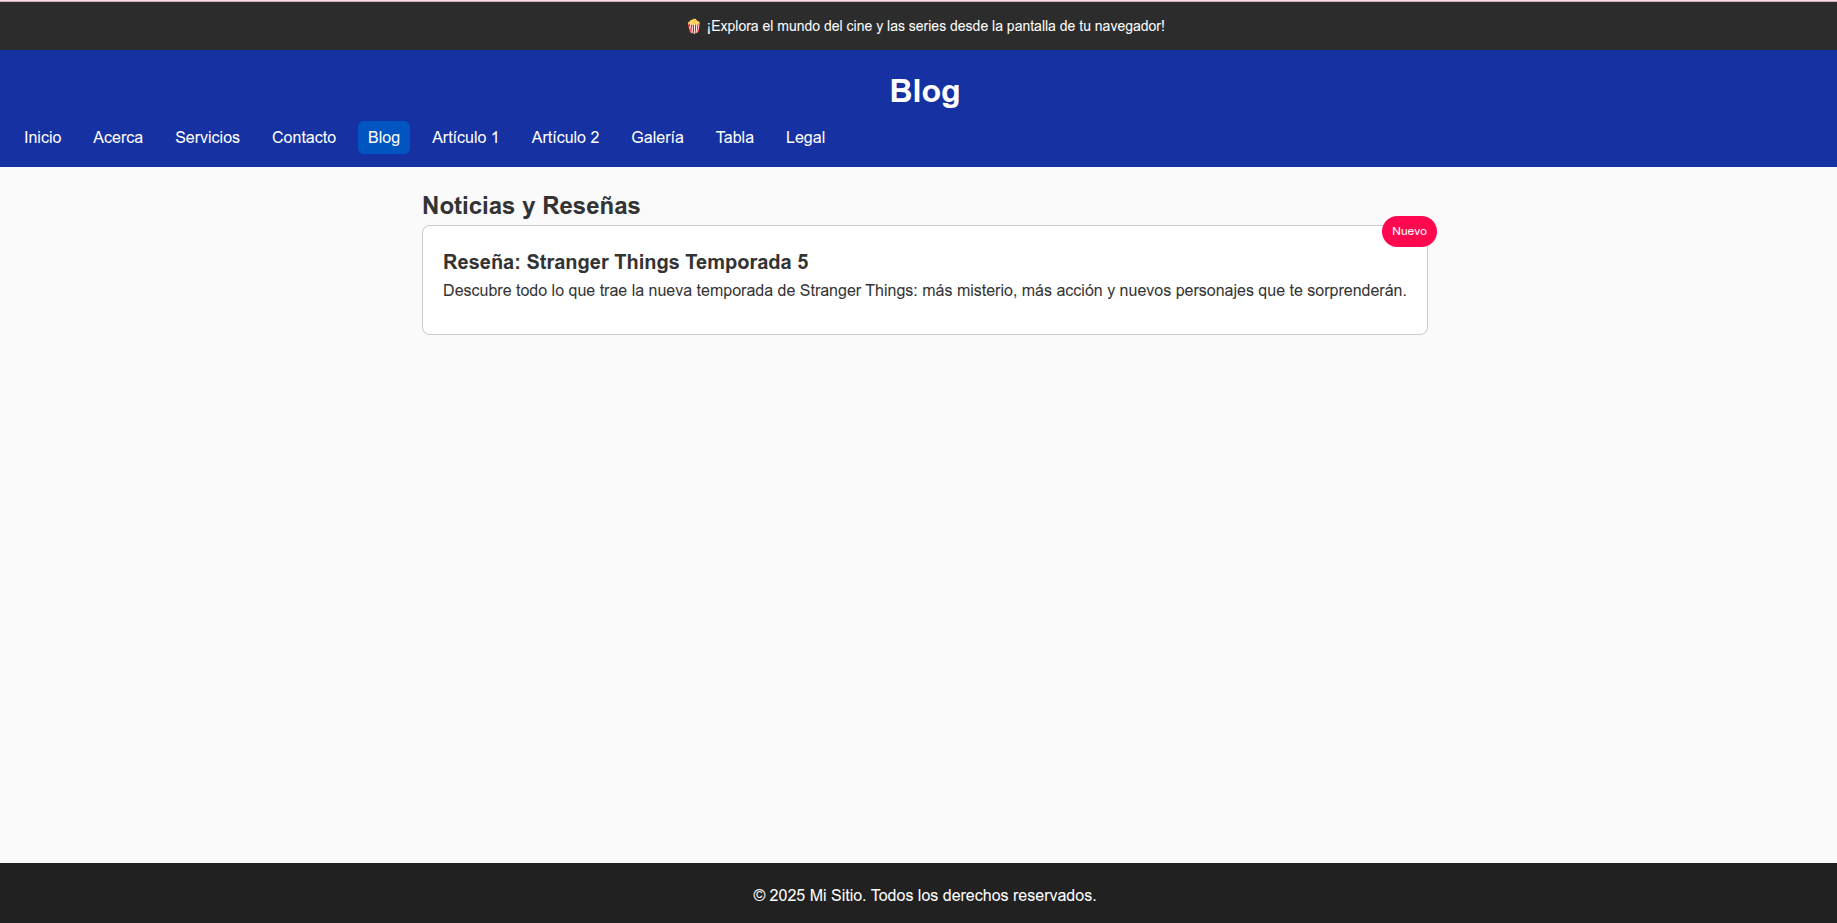 🍿 ¡Explora el mundo del cine y las series desde la pantalla de tu navegador!
Blog
Inicio Acerca Servicios Contacto Blog Artículo 1 Artículo 2 Galería Tabla Legal
Noticias y Reseñas
Nuevo
Reseña: Stranger Things Temporada 5
Descubre todo lo que trae la nueva temporada de Stranger Things: más misterio, más acción y nuevos personajes que te sorprenderán.
© 2025 Mi Sitio. Todos los derechos reservados.